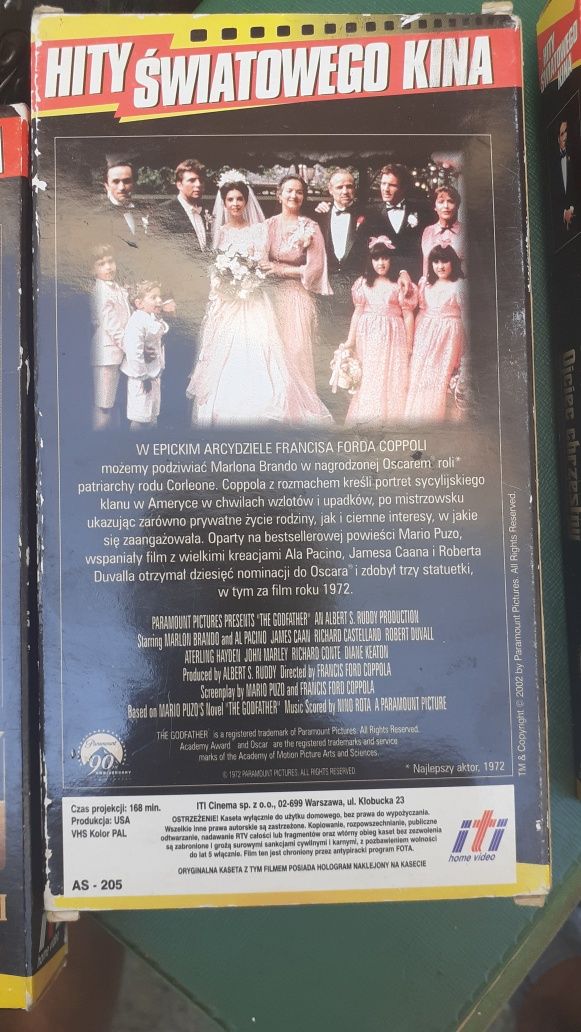 HITY ŚWIATOWEGO KINA
W EPICKIM ARCYDZIELE FRANCISA FORDA COPPOLI
możemy podziwiać Marlona Brando w nagrodzonej Oscarem® roli*
patriarchy rodu Corleone. Coppola z rozmachem kreśli portret sycylijskiego
klanu w Ameryce w chwilach wzlotów i upadków, po mistrzowsku
ukazując zarówno prywatne życie rodziny, jak i ciemne interesy, w jakie
się zaangażowała. Oparty na bestsellerowej powieści Mario Puzo,
wspaniały film z wielkimi kreacjami Ala Pacino, Jamesa Caana i Roberta
Duvalla otrzymał dziesięć nominacji do Oscara® i zdobył trzy statuetki,
w tym za film roku 1972.
PARAMOUNT PICTURES PRESENTS "THE GODFATHER" AN ALBERT S. RUDDY PRODUCTION
Starring MARLON BRANDO and AL PACINO JAMES CAAN RICHARD CASTELLANO ROBERT DUVALL
ATERLING HAYDEN JOHN MARLEY RICHARD CONTE DIANE KEATON
Produced by ALBERT S. RUDDY Directed by FRANCIS FORD COPPOLA
Screenplay by MARIO PUZO and FRANCIS FORD COPPOLA
Based on MARIO PUZO'S Novel "THE GODFATHER" Music Scored by NINO ROTA A PARAMOUNT PICTURE
THE GODFATHER is a registered trademark of Paramount Pictures. All Rights Reserved.
Academy Award and Oscar are the registered trademarks and service
marks of the Academy of Motion Picture Arts and Sciences.
© 1972 PARAMOUNT PICTURES. ALL RIGHTS RESERVED
* Najlepszy aktor, 1972
TM & Copyright © 2002 by Paramount Pictures. All Rights Reserved.
Paramount
90
ANNIVERSARY
Czas projekcji: 168 min.
Produkcja: USA
VHS Kolor PAL
AS - 205
ITI Cinema sp. z o.o., 02-699 Warszawa, ul. Kłobucka 23
OSTRZEŻENIE! Kaseta wyłącznie do użytku domowego, bez prawa do wypożyczania.
Wszelkie inne prawa autorskie są zastrzeżone. Kopiowanie, rozpowszechnianie, publiczne
odtwarzanie, nadawanie RTV całości lub fragmentów oraz wtórny obieg kaset bez zezwolenia
są zabronione i grożą surowymi sankcjami cywilnymi i karnymi, z pozbawieniem wolności
do lat 5 włącznie. Film ten jest chroniony przez antypiracki program FOTA.
ORYGINALNA KASETA Z TYM FILMEM POSIADA HOLOGRAM NAKLEJONY NA KASECIE
iti
home video
HITY
ŚWIATOWEGO
KINA
Ojciec chrzestny